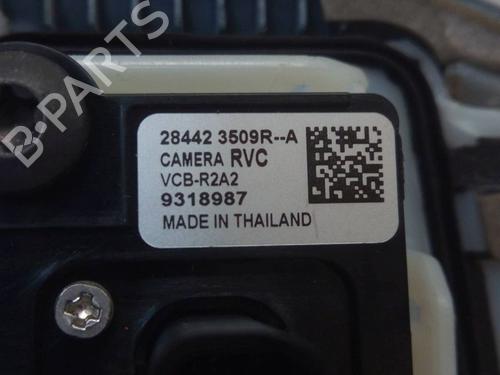 B-PARTS
28442 3509R--A
CAMERA RVC
VCB-R2A2
9318987
MADE IN THAILAND